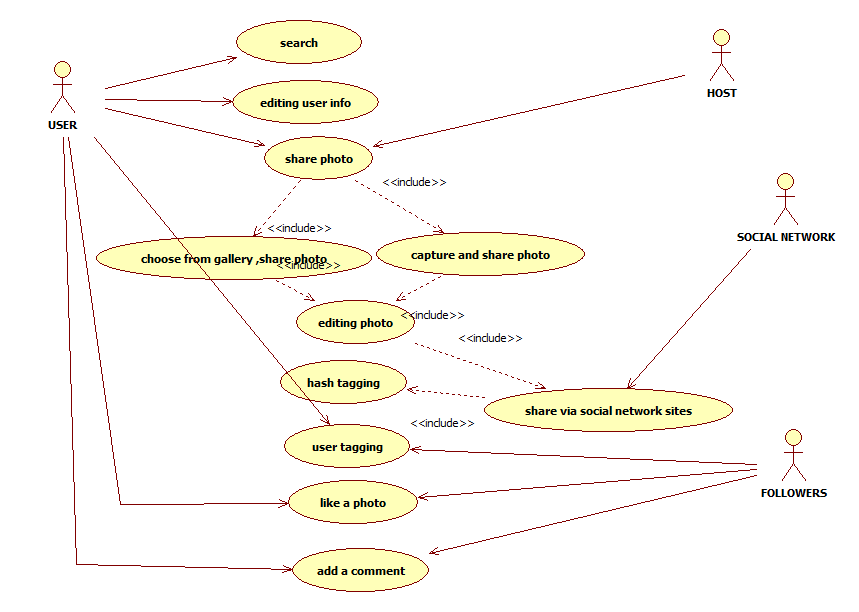 search
HOST
USER
editing user info
share photo
<<include>>
SOCIAL NETWORK
<<include>>
choose from gallery ,share photo
<<include>>
capture and share photo
editing photo
<<include>>
<<include>>
hash tagging
share via social network sites
<<include>>
user tagging
FOLLOWERS
like a photo
add a comment